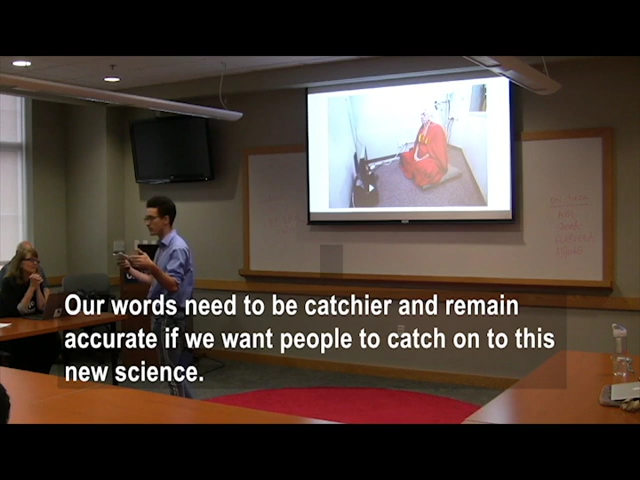 Our words need to be catchier and remain
accurate if we want people to catch on to this
new science.